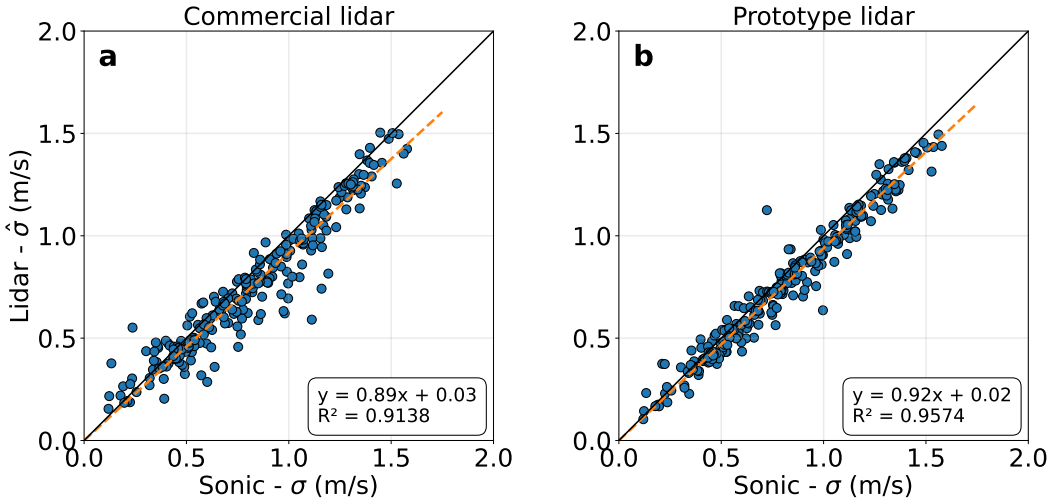 Commercial lidar
a
Lidar - σ̂ (m/s)
2.0
1.5
1.0
0.5
0.0
0.0 0.5 1.0 1.5 2.0
Sonic - σ (m/s)
y = 0.89x + 0.03
R² = 0.9138
Prototype lidar
b
2.0
1.5
1.0
0.5
0.0
0.0 0.5 1.0 1.5 2.0
Sonic - σ (m/s)
y = 0.92x + 0.02
R² = 0.9574